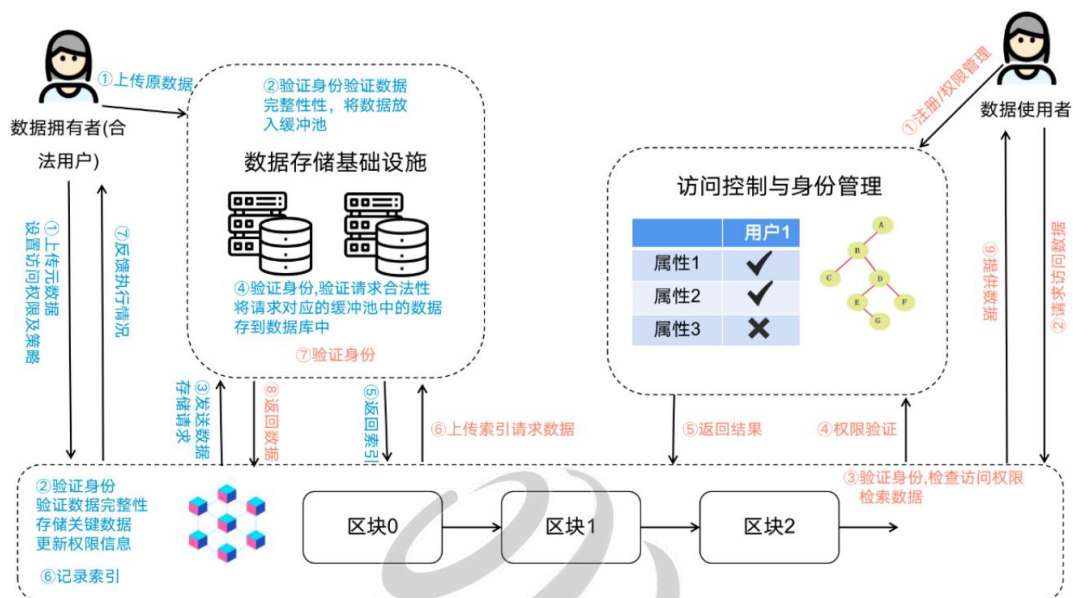 ①上传原数据
数据拥有者(合
法用户)
②验证身份验证数据
完整性性，将数据放
入缓冲池
数据存储基础设施
④验证身份,验证请求合法性
将请求对应的缓冲池中的数据
存到数据库中
⑦验证身份
①注册/权限管理
数据使用者
访问控制与身份管理
用户1
属性1
属性2
属性3
A
B
C
D
E
F
G
①上传元数据
设置访问权限及策略
⑦反馈执行情况
③发送数据
存储请求
⑧返回数据
⑤返回索引
⑥上传索引请求数据
⑤返回结果
④权限验证
⑨提供数据
②请求访问数据
②验证身份
验证数据完整性
存储关键数据
更新权限信息
⑥记录索引
区块0
区块1
区块2
③验证身份,检查访问权限
检索数据